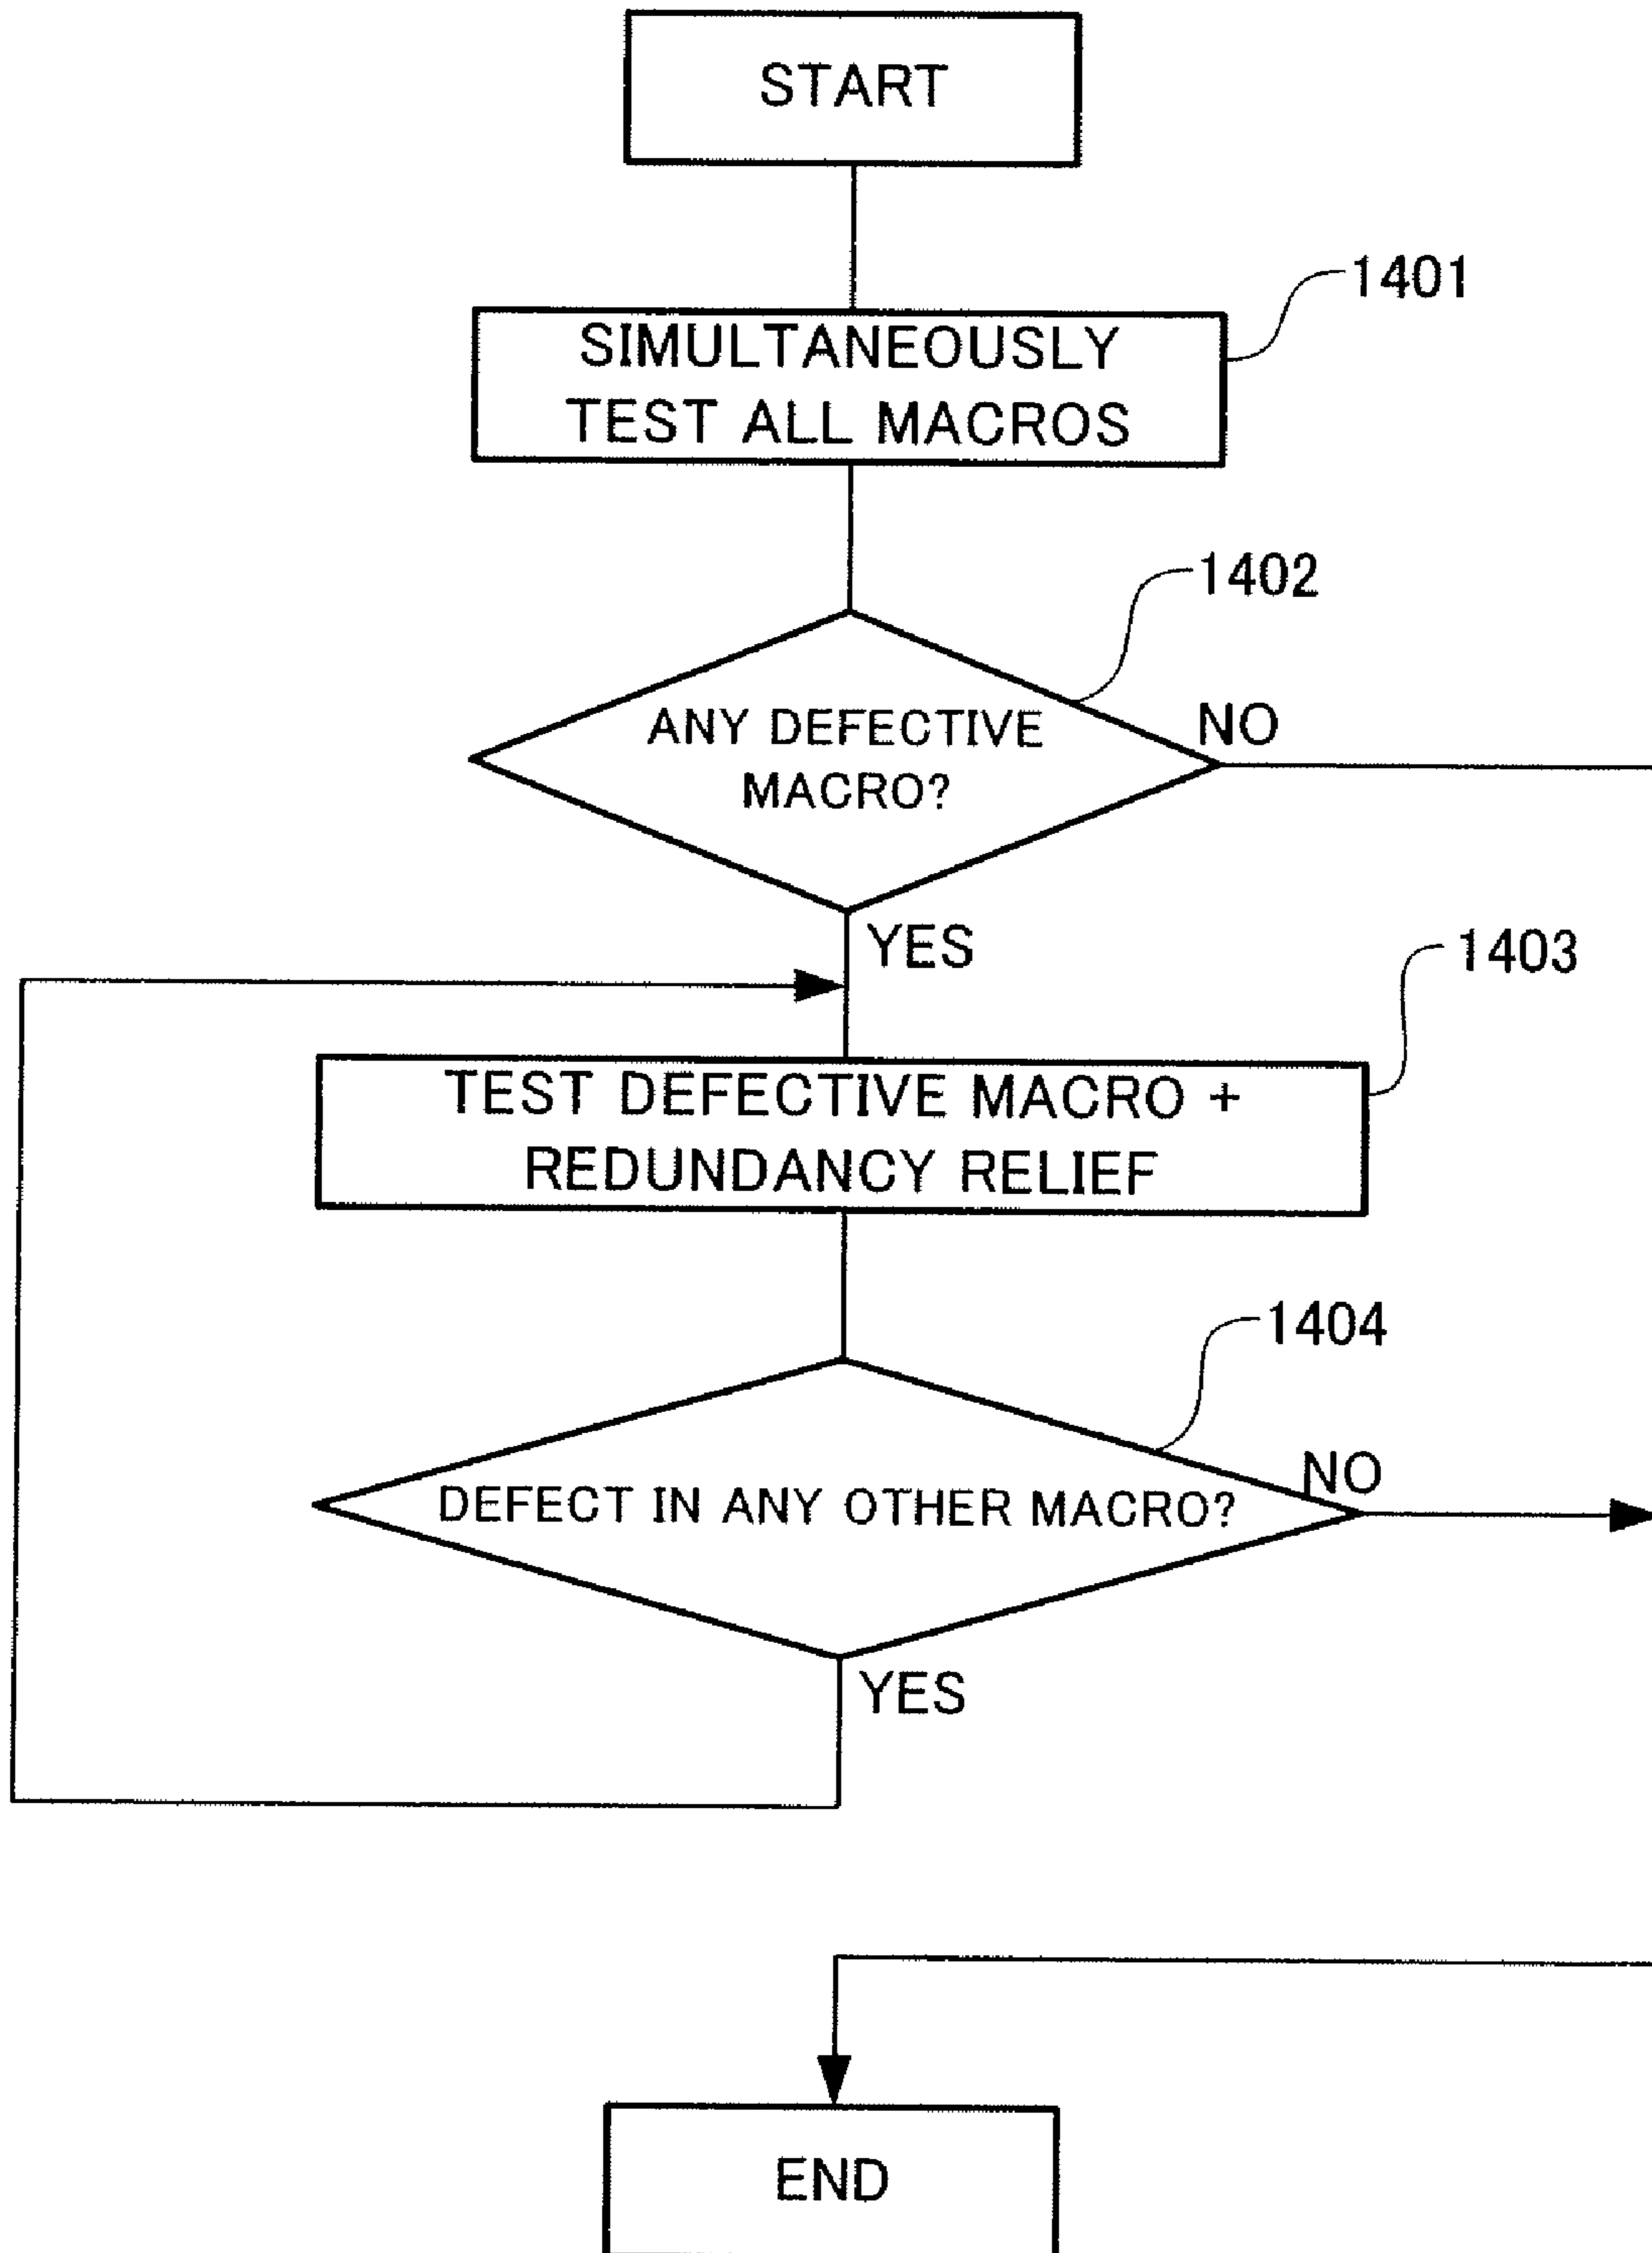 START
1401
SIMULTANEOUSLY
TEST ALL MACROS
1402
ANY DEFECTIVE
MACRO?
NO
YES
1403
TEST DEFECTIVE MACRO +
REDUNDANCY RELIEF
1404
DEFECT IN ANY OTHER MACRO?
NO
YES
END